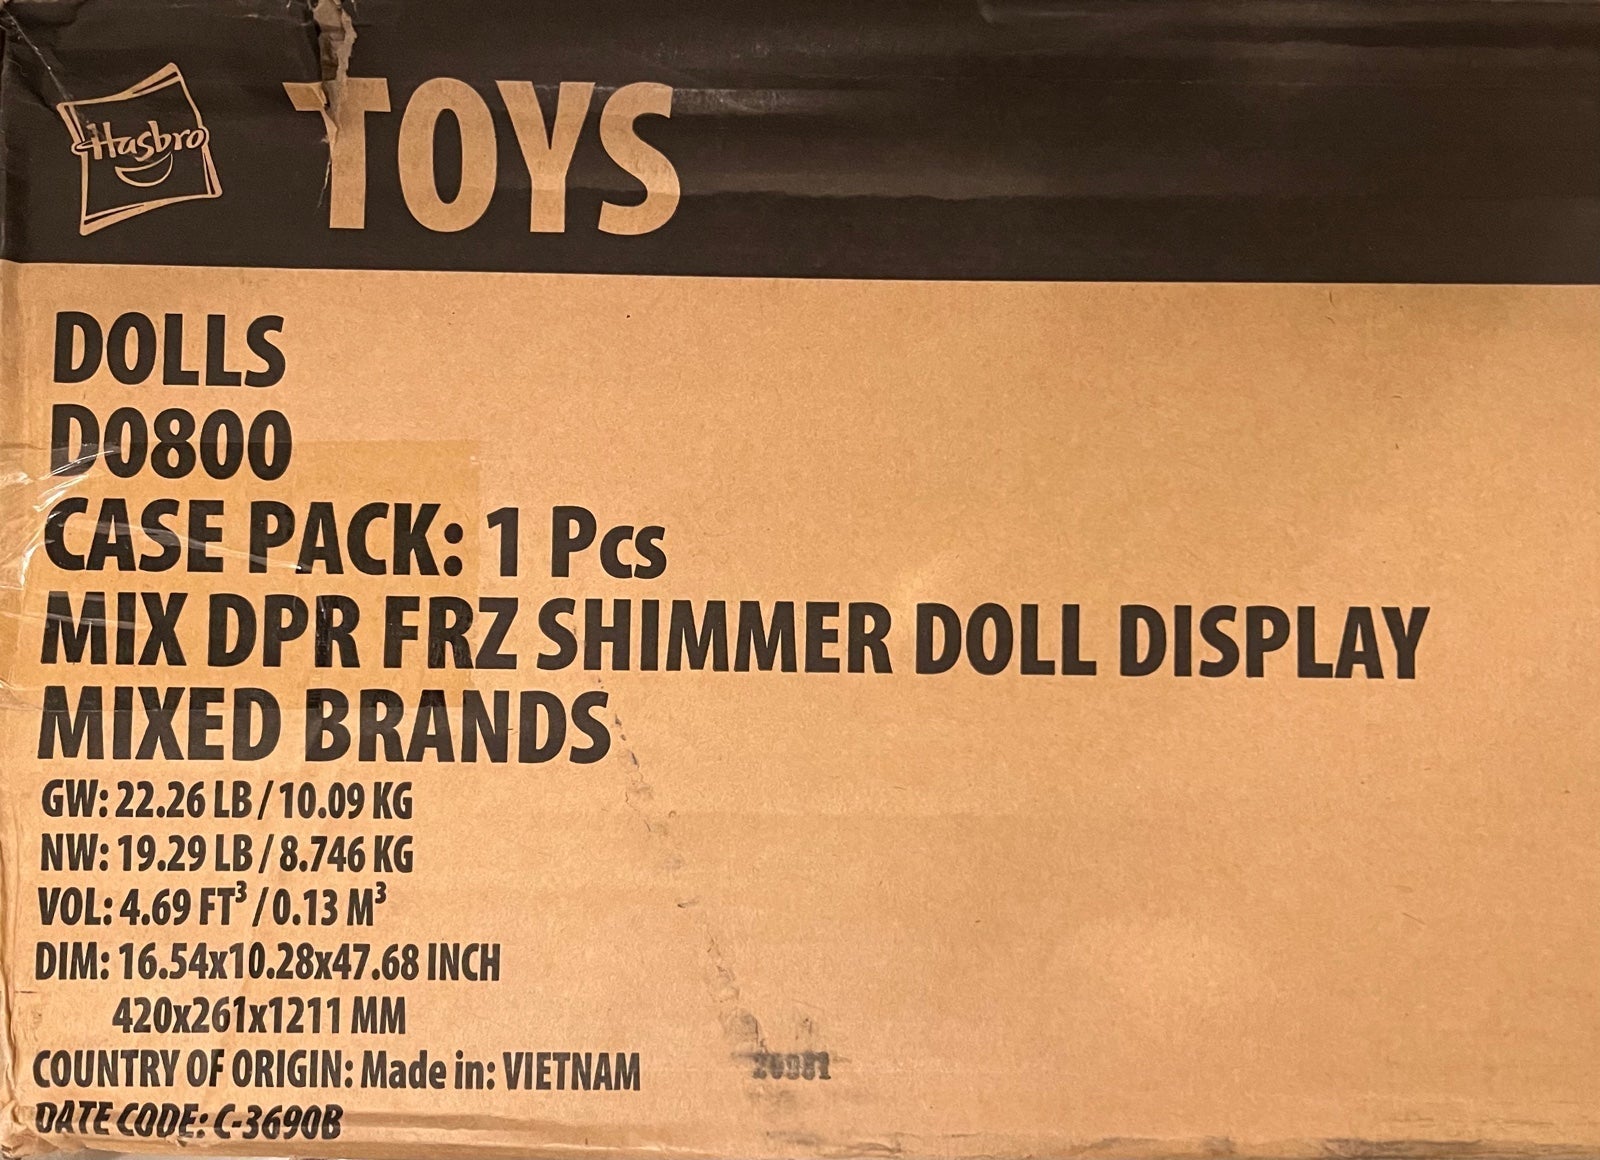 Hasbro
TOYS
DOLLS
D0800
CASE PACK: 1 Pcs
MIX DPR FRZ SHIMMER DOLL DISPLAY
MIXED BRANDS
GW: 22.26 LB / 10.09 KG
NW: 19.29 LB / 8.746 KG
VOL: 4.69 FT³ / 0.13 M³
DIM: 16.54x10.28x47.68 INCH
420x261x1211 MM
COUNTRY OF ORIGIN: Made in: VIETNAM
DATE CODE: C-3690B